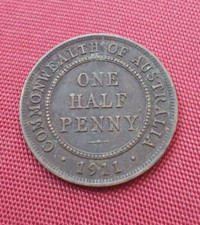 COMMONWEALTH OF AUSTRALIA
ONE
HALF
PENNY
· 1911 ·